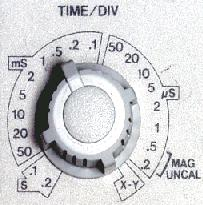 TIME/DIV
.5 .2 .1 50
mS 1 20
2 10
5 5 µS
10 2
20 1
50 .5
.1 .2 MAG
S .2 X-Y UNCAL